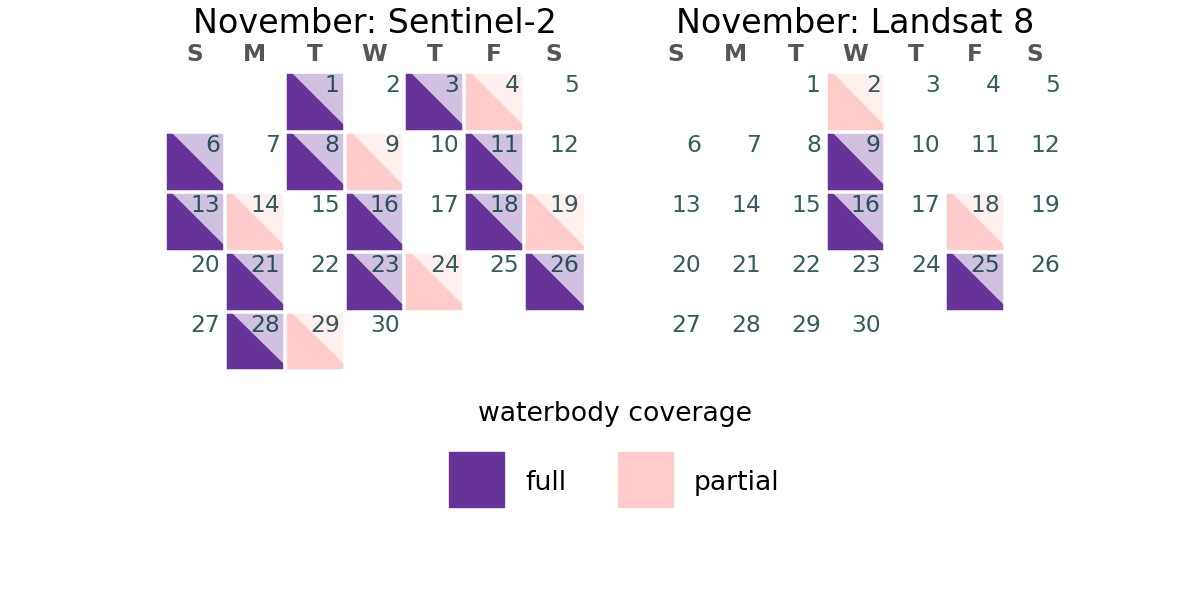 November: Sentinel-2
S M T W T F S
1 2 3 4 5
6 7 8 9 10 11 12
13 14 15 16 17 18 19
20 21 22 23 24 25 26
27 28 29 30
November: Landsat 8
S M T W T F S
1 2 3 4 5
6 7 8 9 10 11 12
13 14 15 16 17 18 19
20 21 22 23 24 25 26
27 28 29 30
waterbody coverage
full
partial